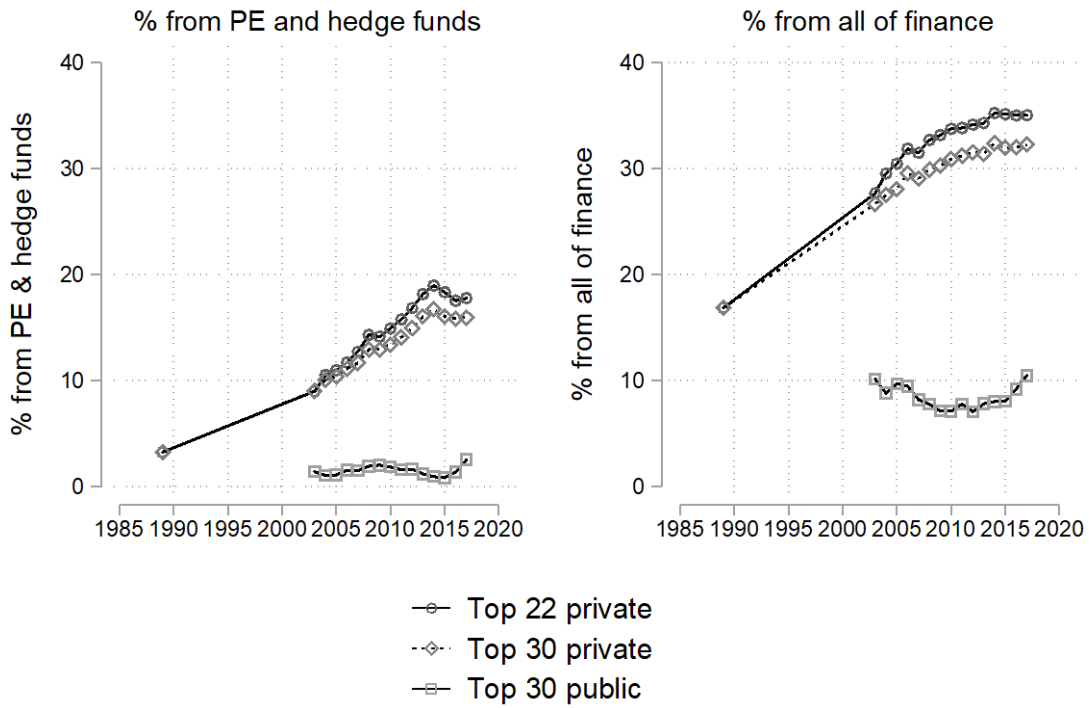 % from PE and hedge funds
% from PE & hedge funds
40
30
20
10
0
1985 1990 1995 2000 2005 2010 2015 2020
% from all of finance
% from all of finance
40
30
20
10
0
1985 1990 1995 2000 2005 2010 2015 2020
Top 22 private
Top 30 private
Top 30 public